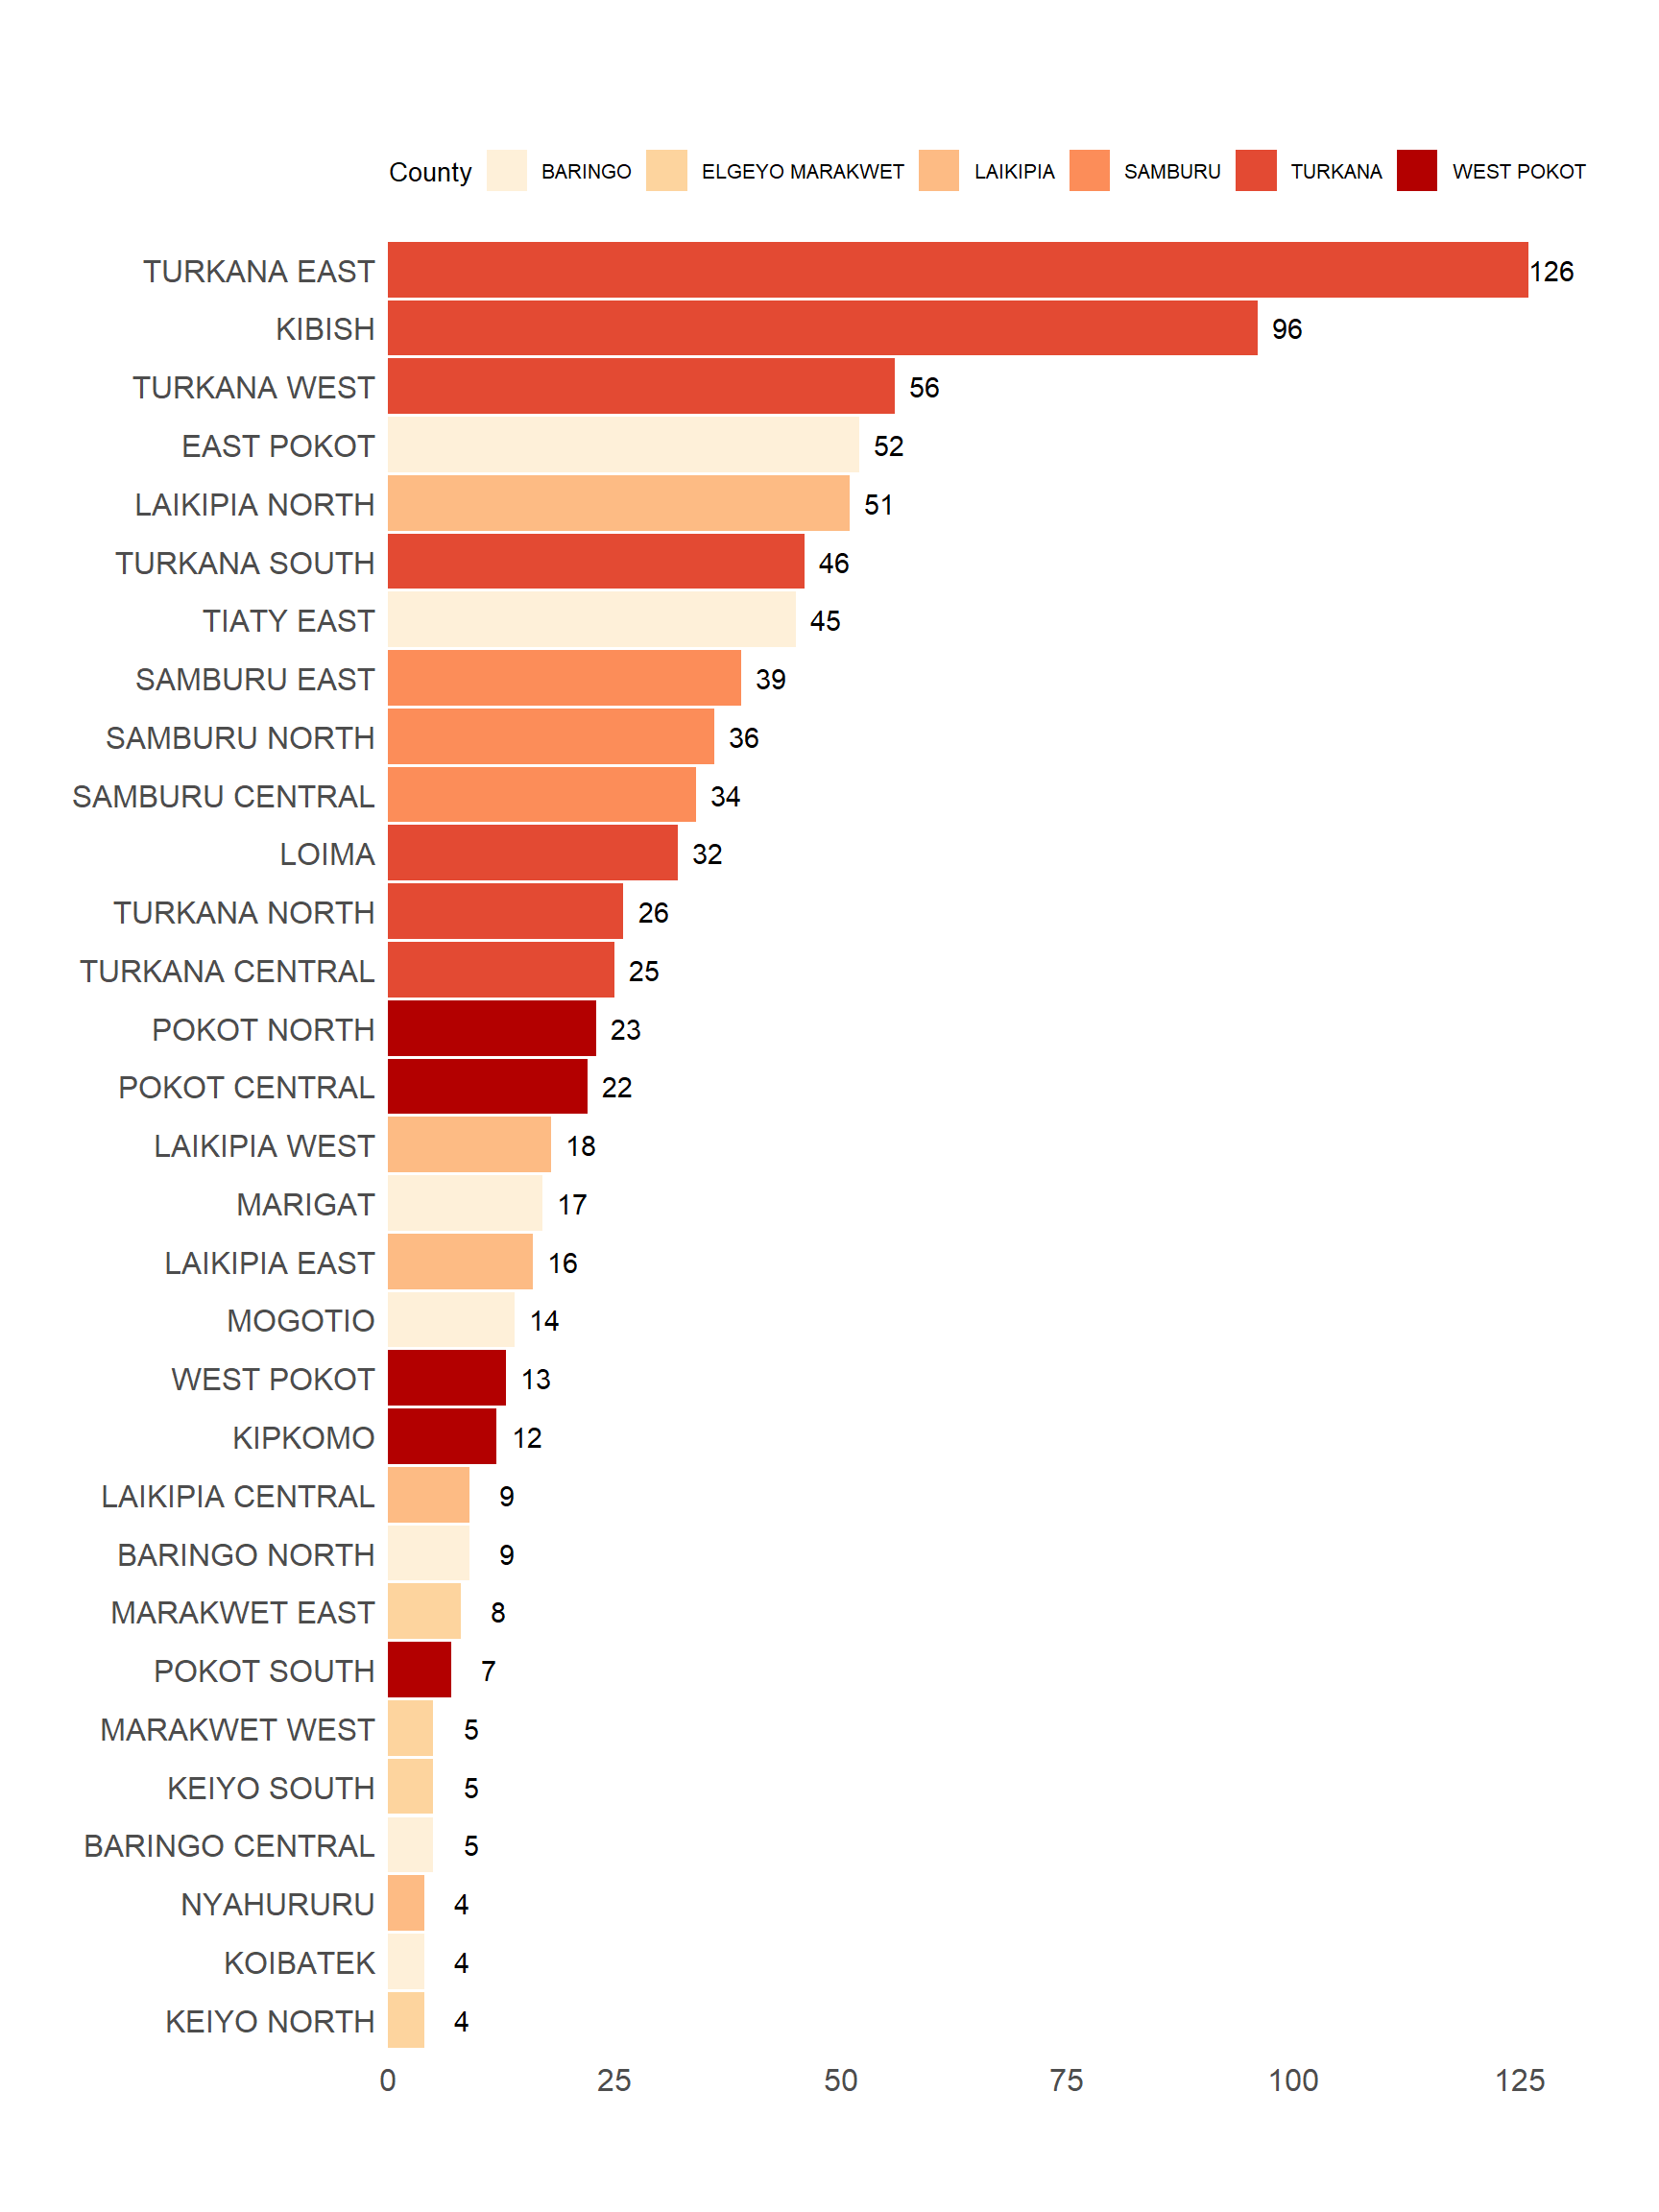 County BARINGO ELGEYO MARAKWET LAIKIPIA SAMBURU TURKANA WEST POKOT
TURKANA EAST 126
KIBISH 96
TURKANA WEST 56
EAST POKOT 52
LAIKIPIA NORTH 51
TURKANA SOUTH 46
TIATY EAST 45
SAMBURU EAST 39
SAMBURU NORTH 36
SAMBURU CENTRAL 34
LOIMA 32
TURKANA NORTH 26
TURKANA CENTRAL 25
POKOT NORTH 23
POKOT CENTRAL 22
LAIKIPIA WEST 18
MARIGAT 17
LAIKIPIA EAST 16
MOGOTIO 14
WEST POKOT 13
KIPKOMO 12
LAIKIPIA CENTRAL 9
BARINGO NORTH 9
MARAKWET EAST 8
POKOT SOUTH 7
MARAKWET WEST 5
KEIYO SOUTH 5
BARINGO CENTRAL 5
NYAHURURU 4
KOIBATEK 4
KEIYO NORTH 4
0 25 50 75 100 125